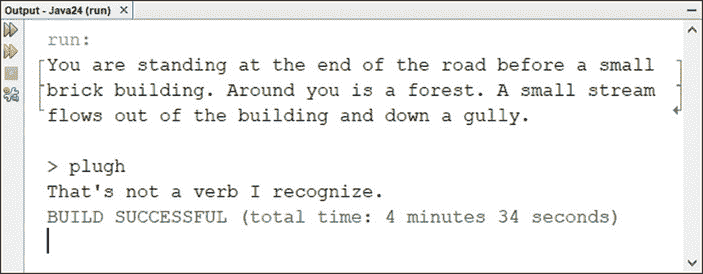 Output - Java24 (run)
run:
You are standing at the end of the road before a small
brick building. Around you is a forest. A small stream
flows out of the building and down a gully.
> plugh
That's not a verb I recognize.
BUILD SUCCESSFUL (total time: 4 minutes 34 seconds)